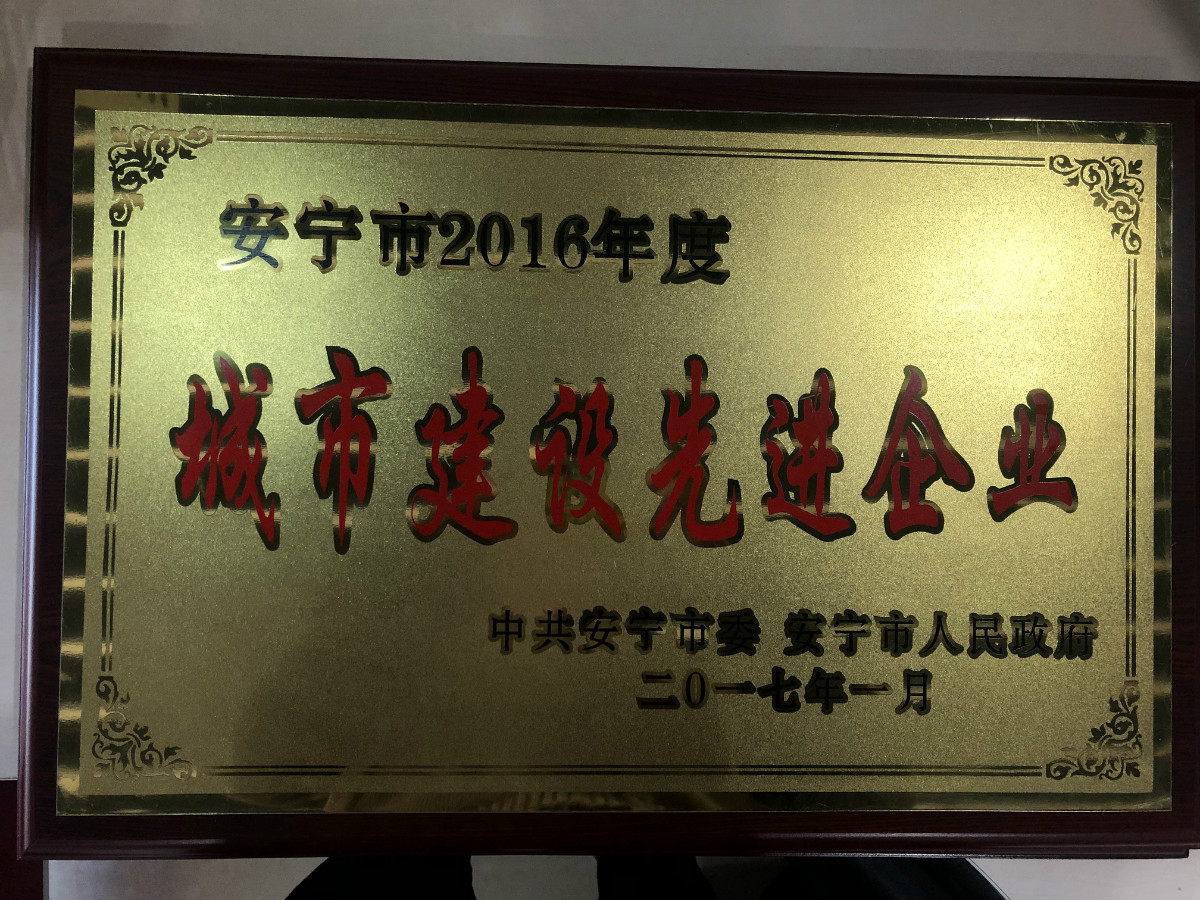 安宁市2016年度
城市建设先进企业
中共安宁市委 安宁市人民政府
二0一七年一月